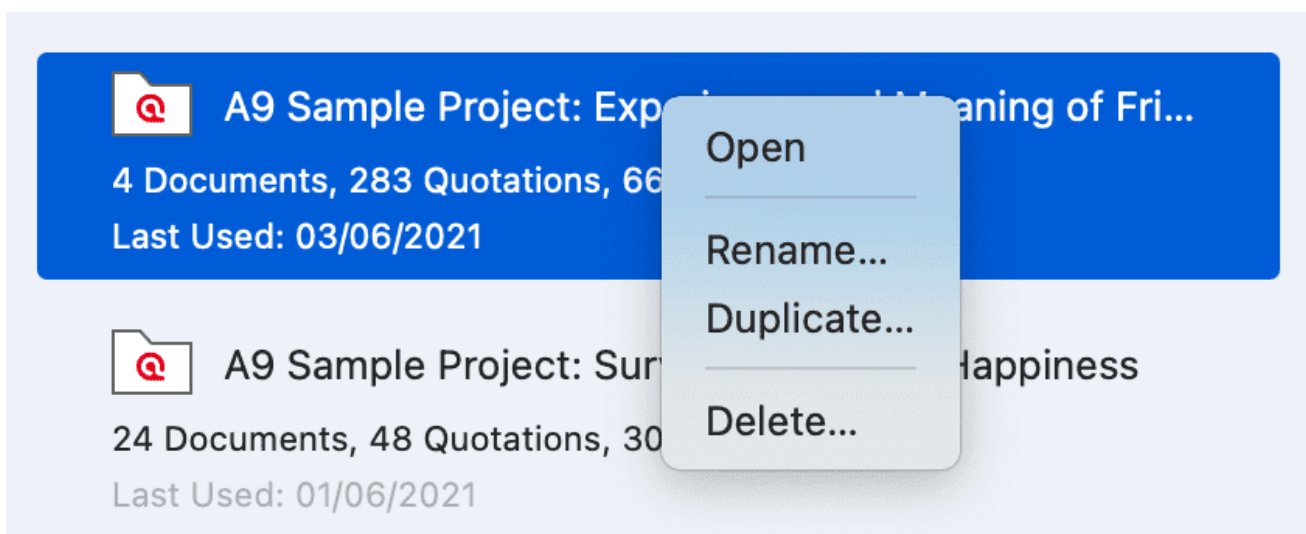 A9 Sample Project: Exp aning of Fri...
4 Documents, 283 Quotations, 66
Last Used: 03/06/2021
Open
Rename...
Duplicate...
Delete...
A9 Sample Project: Sur Happiness
24 Documents, 48 Quotations, 30
Last Used: 01/06/2021